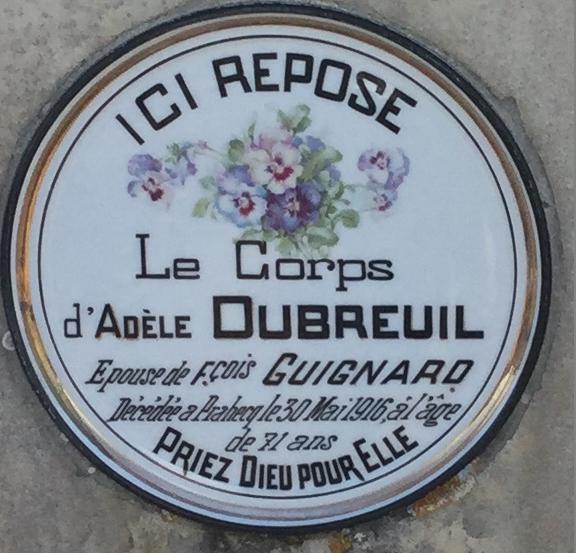 ICI REPOSE
Le Corps
d'ADÈLE DUBREUIL
Epouse de F.çois GUIGNARD
Décédée a Prahecq le 30 Mai 1916, à l'âge
de 71 ans
PRIEZ DIEU POUR ELLE